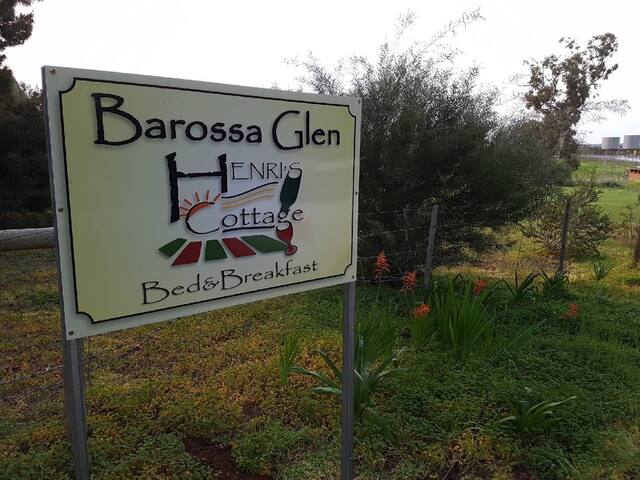 Barossa Glen
HENRI'S
Cottage
Bed&Breakfast